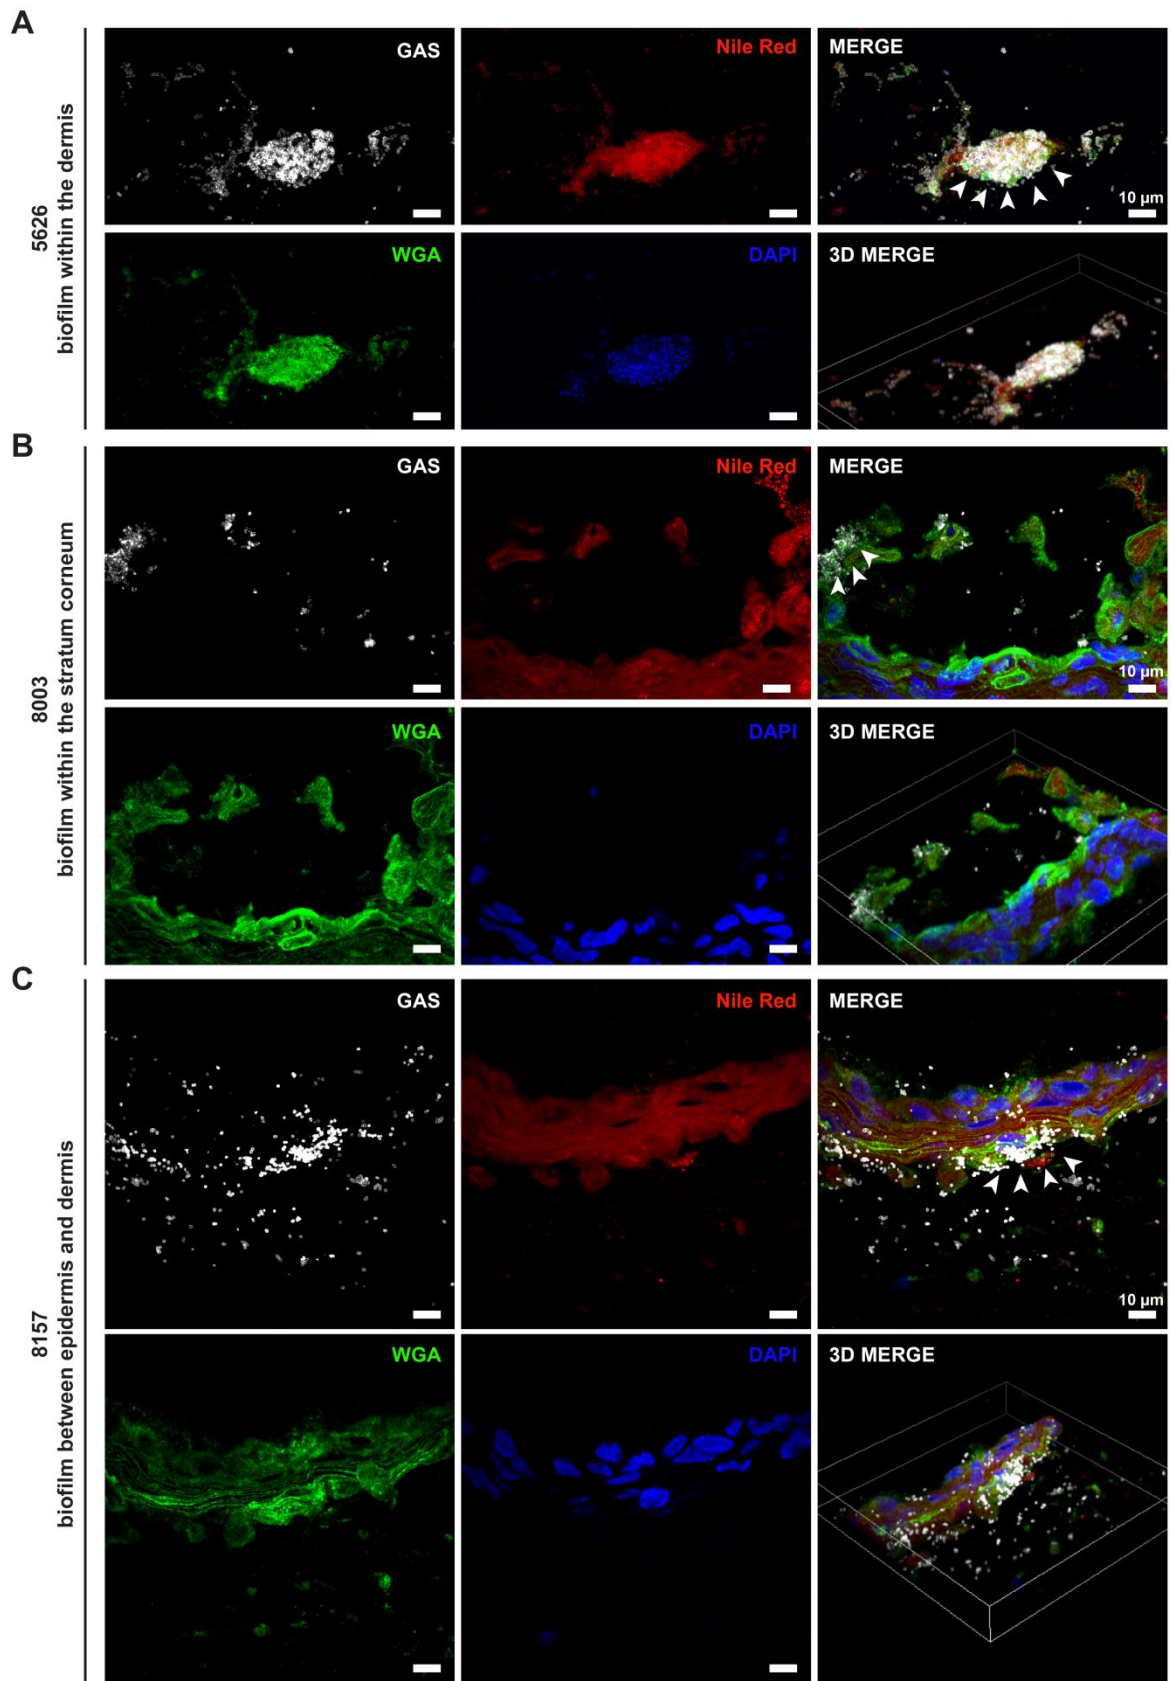 A
5626
biofilm within the dermis
GAS
Nile Red
MERGE
10 µm
WGA
DAPI
3D MERGE
B
8003
biofilm within the stratum corneum
GAS
Nile Red
MERGE
10 µm
WGA
DAPI
3D MERGE
C
8157
biofilm between epidermis and dermis
GAS
Nile Red
MERGE
10 µm
WGA
DAPI
3D MERGE